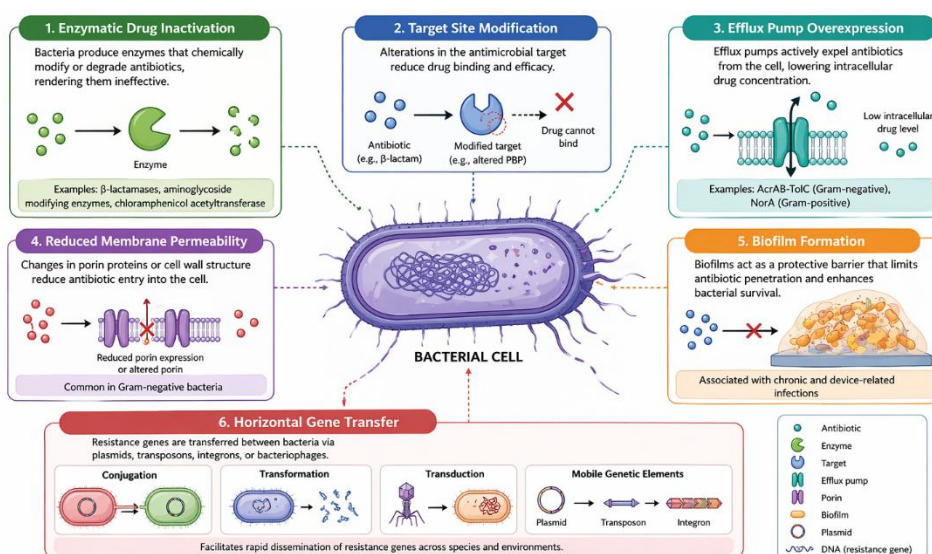 1. Enzymatic Drug Inactivation
Bacteria produce enzymes that chemically
modify or degrade antibiotics,
rendering them ineffective.
Enzyme
Examples: β-lactamases, aminoglycoside
modifying enzymes, chloramphenicol acetyltransferase
2. Target Site Modification
Alterations in the antimicrobial target
reduce drug binding and efficacy.
Antibiotic
(e.g., β-lactam)
Modified target
(e.g., altered PBP)
Drug cannot
bind
3. Efflux Pump Overexpression
Efflux pumps actively expel antibiotics
from the cell, lowering intracellular
drug concentration.
Low intracellular
drug level
Examples: AcrAB-TolC (Gram-negative),
NorA (Gram-positive)
4. Reduced Membrane Permeability
Changes in porin proteins or cell wall structure
reduce antibiotic entry into the cell.
Reduced porin expression
or altered porin
Common in Gram-negative bacteria
BACTERIAL CELL
5. Biofilm Formation
Biofilms act as a protective barrier that limits
antibiotic penetration and enhances
bacterial survival.
Associated with chronic and device-related
infections
6. Horizontal Gene Transfer
Resistance genes are transferred between bacteria via
plasmids, transposons, integrons, or bacteriophages.
Conjugation
Transformation
Transduction
Mobile Genetic Elements
Plasmid
Transposon
Integron
Facilitates rapid dissemination of resistance genes across species and environments.
Antibiotic
Enzyme
Target
Efflux pump
Porin
Biofilm
Plasmid
DNA (resistance gene)